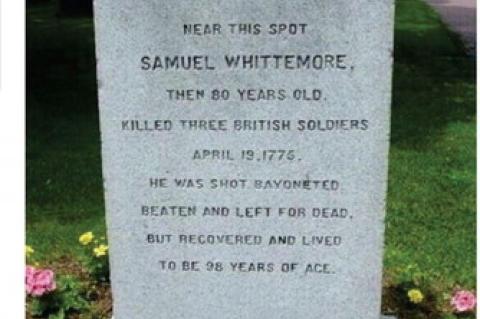 NEAR THIS SPOT
SAMUEL WHITTEMORE,
THEN 80 YEARS OLD,
KILLED THREE BRITISH SOLDIERS
APRIL 19, 1775.
HE WAS SHOT, BAYONETED,
BEATEN AND LEFT FOR DEAD,
BUT RECOVERED AND LIVED
TO BE 98 YEARS OF AGE.